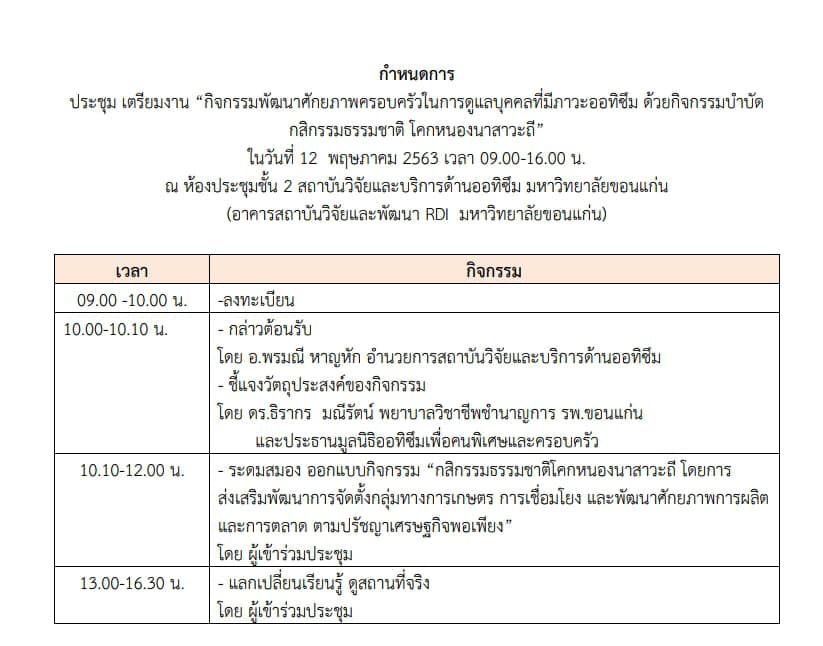 กำหนดการ
ประชุม เตรียมงาน “กิจกรรมพัฒนาศักยภาพครอบครัวในการดูแลบุคคลที่มีภาวะออทิซึม ด้วยกิจกรรมบำบัด
กสิกรรมธรรมชาติ โคกหนองนาสาวะถี”
ในวันที่ 12 พฤษภาคม 2563 เวลา 09.00-16.00 น.
ณ ห้องประชุมชั้น 2 สถาบันวิจัยและบริการด้านออทิซึม มหาวิทยาลัยขอนแก่น
(อาคารสถาบันวิจัยและพัฒนา RDI มหาวิทยาลัยขอนแก่น)
เวลา กิจกรรม
09.00 -10.00 น. -ลงทะเบียน
10.00-10.10 น. - กล่าวต้อนรับ
โดย อ.พรมณี หาญหัก อำนวยการสถาบันวิจัยและบริการด้านออทิซึม
- ชี้แจงวัตถุประสงค์ของกิจกรรม
โดย ดร.ธิรากร มณีรัตน์ พยาบาลวิชาชีพชำนาญการ รพ.ขอนแก่น
และประธานมูลนิธิออทิซึมเพื่อคนพิเศษและครอบครัว
10.10-12.00 น. - ระดมสมอง ออกแบบกิจกรรม “กสิกรรมธรรมชาติโคกหนองนาสาวะถี โดยการ
ส่งเสริมพัฒนาการจัดตั้งกลุ่มทางการเกษตร การเชื่อมโยง และพัฒนาศักยภาพการผลิต
และการตลาด ตามปรัชญาเศรษฐกิจพอเพียง”
โดย ผู้เข้าร่วมประชุม
13.00-16.30 น. - แลกเปลี่ยนเรียนรู้ ดูสถานที่จริง
โดย ผู้เข้าร่วมประชุม